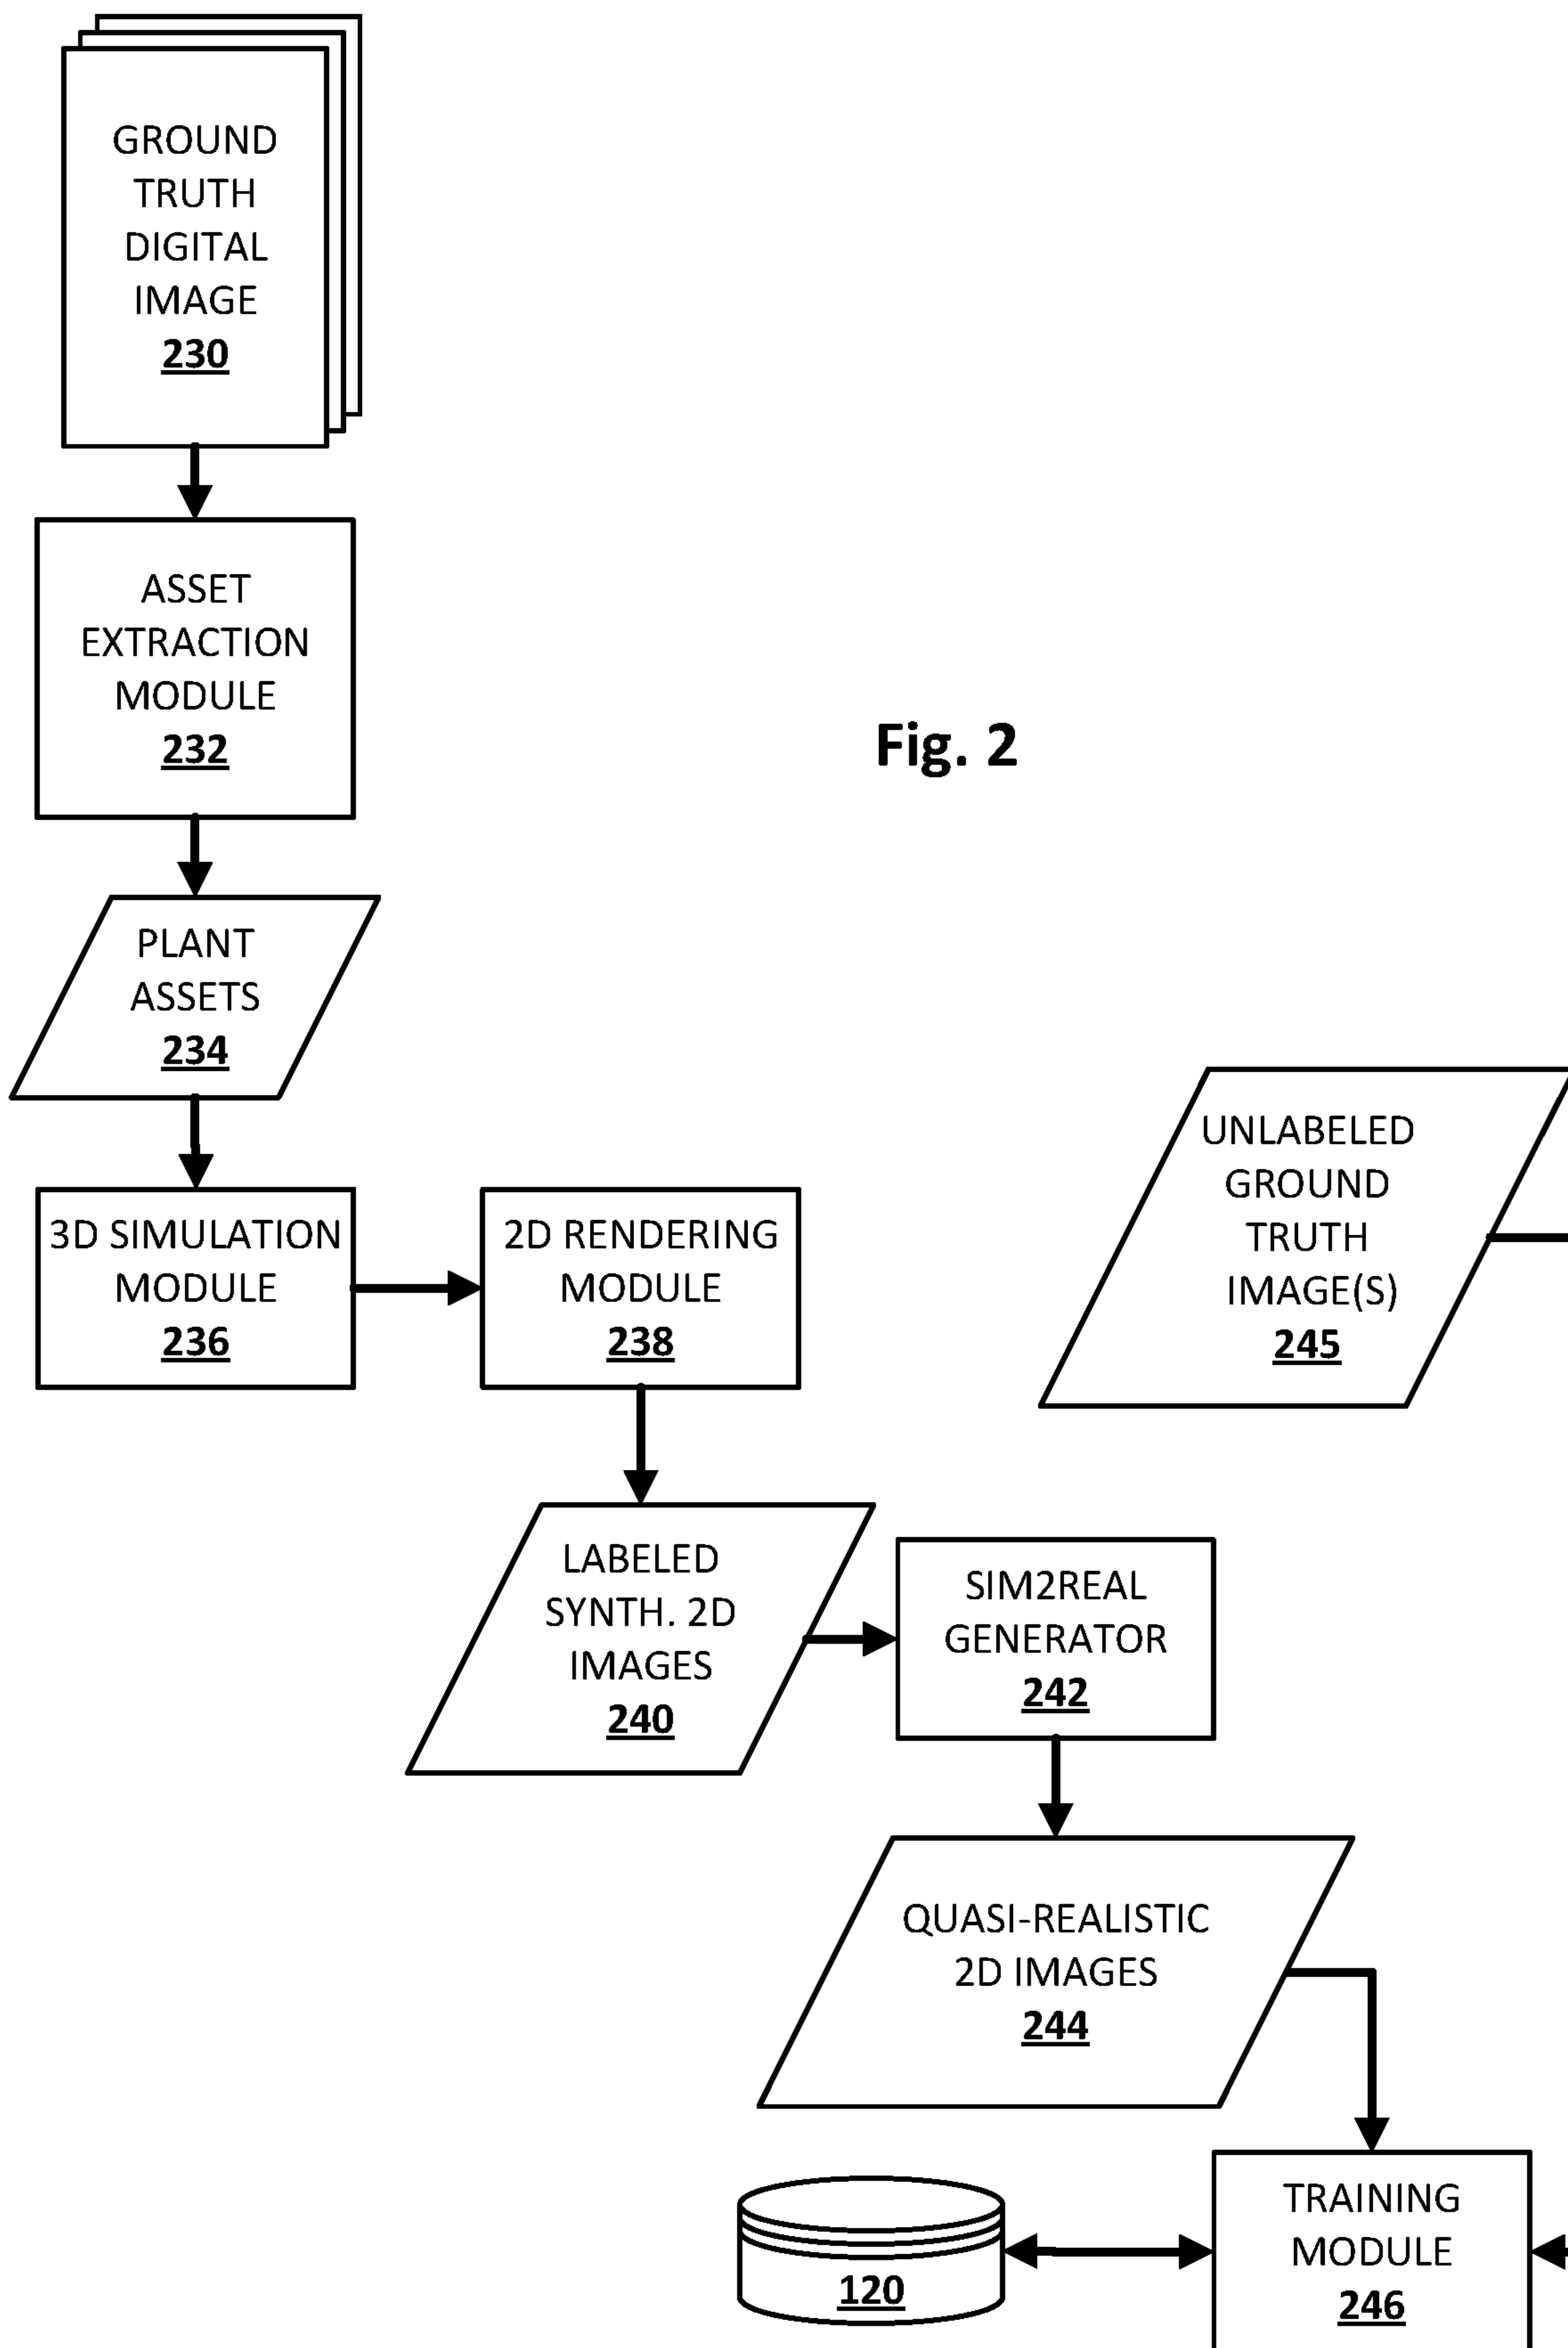 GROUND
TRUTH
DIGITAL
IMAGE
230
ASSET
EXTRACTION
MODULE
232
Fig. 2
PLANT
ASSETS
234
3D SIMULATION
MODULE
236
2D RENDERING
MODULE
238
UNLABELED
GROUND
TRUTH
IMAGE(S)
245
LABELED
SYNTH. 2D
IMAGES
240
SIM2REAL
GENERATOR
242
QUASI-REALISTIC
2D IMAGES
244
120
TRAINING
MODULE
246